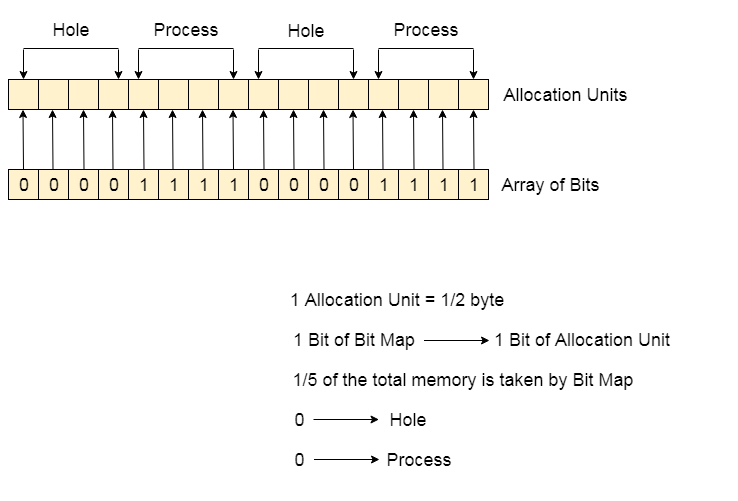 Hole Process Hole Process
Allocation Units
0 0 0 0 1 1 1 1 0 0 0 0 1 1 1 1 Array of Bits
1 Allocation Unit = 1/2 byte
1 Bit of Bit Map 1 Bit of Allocation Unit
1/5 of the total memory is taken by Bit Map
0 Hole
0 Process